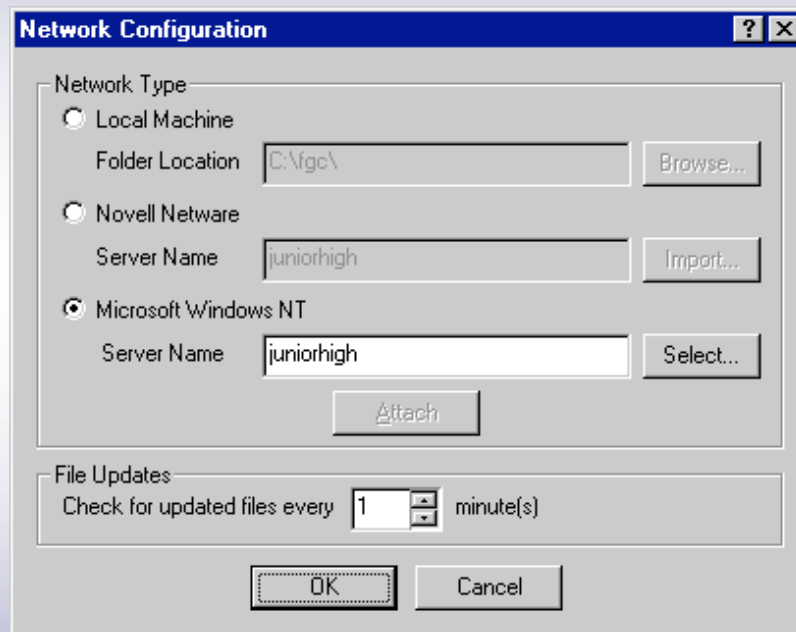 Network Configuration
Network Type
Local Machine
Folder Location C:\fgc\ Browse...
Novell Netware
Server Name juniorhigh Import...
Microsoft Windows NT
Server Name juniorhigh Select...
Attach
File Updates
Check for updated files every 1 minute(s)
OK Cancel